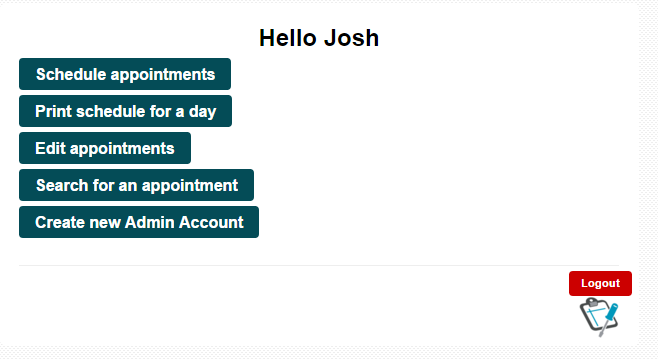 Hello Josh
Schedule appointments
Print schedule for a day
Edit appointments
Search for an appointment
Create new Admin Account
Logout